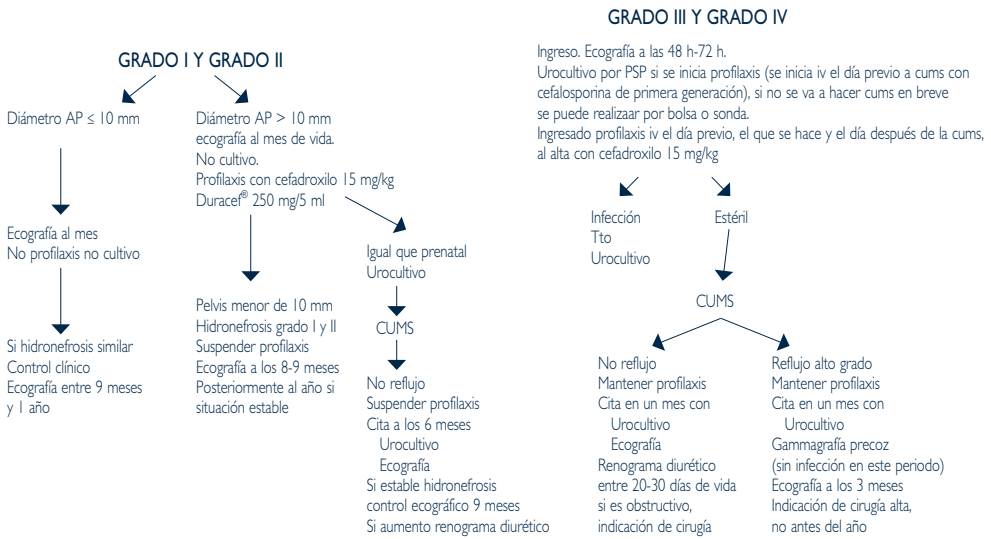 GRADO I Y GRADO II
Diámetro AP ≤ 10 mm
Ecografía al mes
No profilaxis no cultivo
Si hidronefrosis similar
Control clínico
Ecografía entre 9 meses
y 1 año
Diámetro AP > 10 mm
ecografía al mes de vida.
No cultivo.
Profilaxis con cefadroxilo 15 mg/kg
Duracef® 250 mg/5 ml
Pelvis menor de 10 mm
Hidronefrosis grado I y II
Suspender profilaxis
Ecografía a los 8-9 meses
Posteriormente al año si
situación estable
Igual que prenatal
Urocultivo
CUMS
No reflujo
Suspender profilaxis
Cita a los 6 meses
Urocultivo
Ecografía
Si estable hidronefrosis
control ecográfico 9 meses
Si aumento renograma diurético
GRADO III Y GRADO IV
Ingreso. Ecografía a las 48 h-72 h.
Urocultivo por PSP si se inicia profilaxis (se inicia iv el día previo a cums con
cefalosporina de primera generación), si no se va a hacer cums en breve
se puede realizaar por bolsa o sonda.
Ingresado profilaxis iv el día previo, el que se hace y el día después de la cums,
al alta con cefadroxilo 15 mg/kg
Infección
Tto
Urocultivo
Estéril
CUMS
No reflujo
Mantener profilaxis
Cita en un mes con
Urocultivo
Ecografía
Renograma diurético
entre 20-30 días de vida
si es obstructivo,
indicación de cirugía
Reflujo alto grado
Mantener profilaxis
Cita en un mes con
Urocultivo
Gammagrafía precoz
(sin infección en este periodo)
Ecografía a los 3 meses
Indicación de cirugía alta,
no antes del año